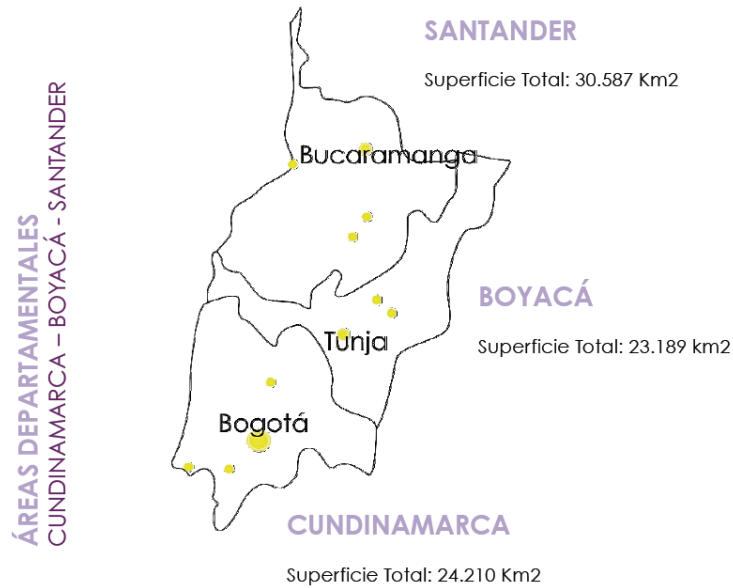 ÁREAS DEPARTAMENTALES
CUNDINAMARCA – BOYACÁ - SANTANDER
SANTANDER
Superficie Total: 30.587 Km2
Bucaramanga
BOYACÁ
Superficie Total: 23.189 km2
Tunja
Bogotá
CUNDINAMARCA
Superficie Total: 24.210 Km2